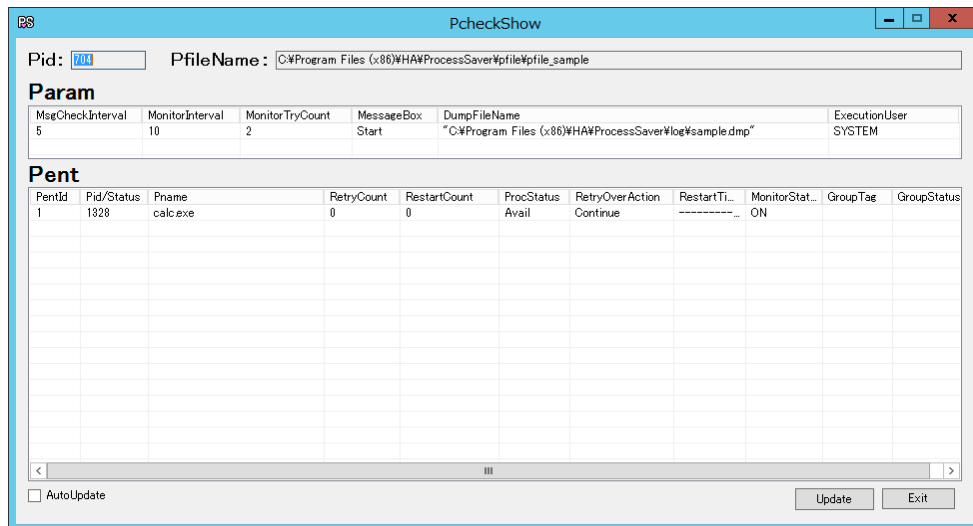 PS PcheckShow x
Pid: 704 PfileName: C:¥Program Files (x86)¥HA¥ProcessSaver¥pfile¥pfile_sample
Param
MsgCheckInterval MonitorInterval MonitorTryCount MessageBox DumpFileName ExecutionUser
5 10 2 Start "C:¥Program Files (x86)¥HA¥ProcessSaver¥log¥sample.dmp" SYSTEM
Pent
PentId Pid/Status Pname RetryCount RestartCount ProcStatus RetryOverAction RestartTi... MonitorStat... GroupTag GroupStatus
1 1328 calc.exe 0 0 Avail Continue ---------... ON
AutoUpdate Update Exit